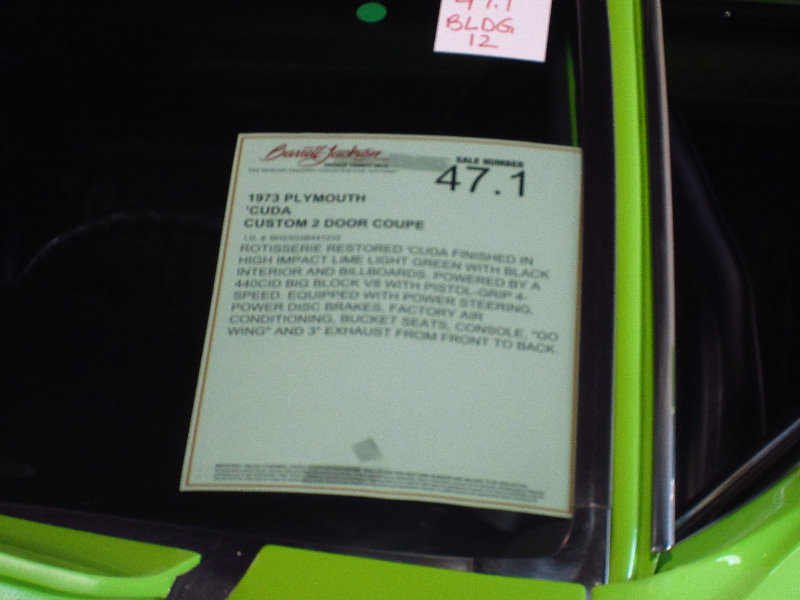 47.1
BLDG
12
Barrett-Jackson
SALE NUMBER
47.1
1973 PLYMOUTH
'CUDA
CUSTOM 2 DOOR COUPE
ROTISSERIE RESTORED 'CUDA FINISHED IN
HIGH IMPACT LIME LIGHT GREEN WITH BLACK
INTERIOR AND BILLBOARDS. POWERED BY A
440CID BIG BLOCK V8 WITH PISTOL-GRIP 4-
SPEED. EQUIPPED WITH POWER STEERING,
POWER DISC BRAKES, FACTORY AIR
CONDITIONING, BUCKET SEATS, CONSOLE, "GO
WING" AND 3" EXHAUST FROM FRONT TO BACK.